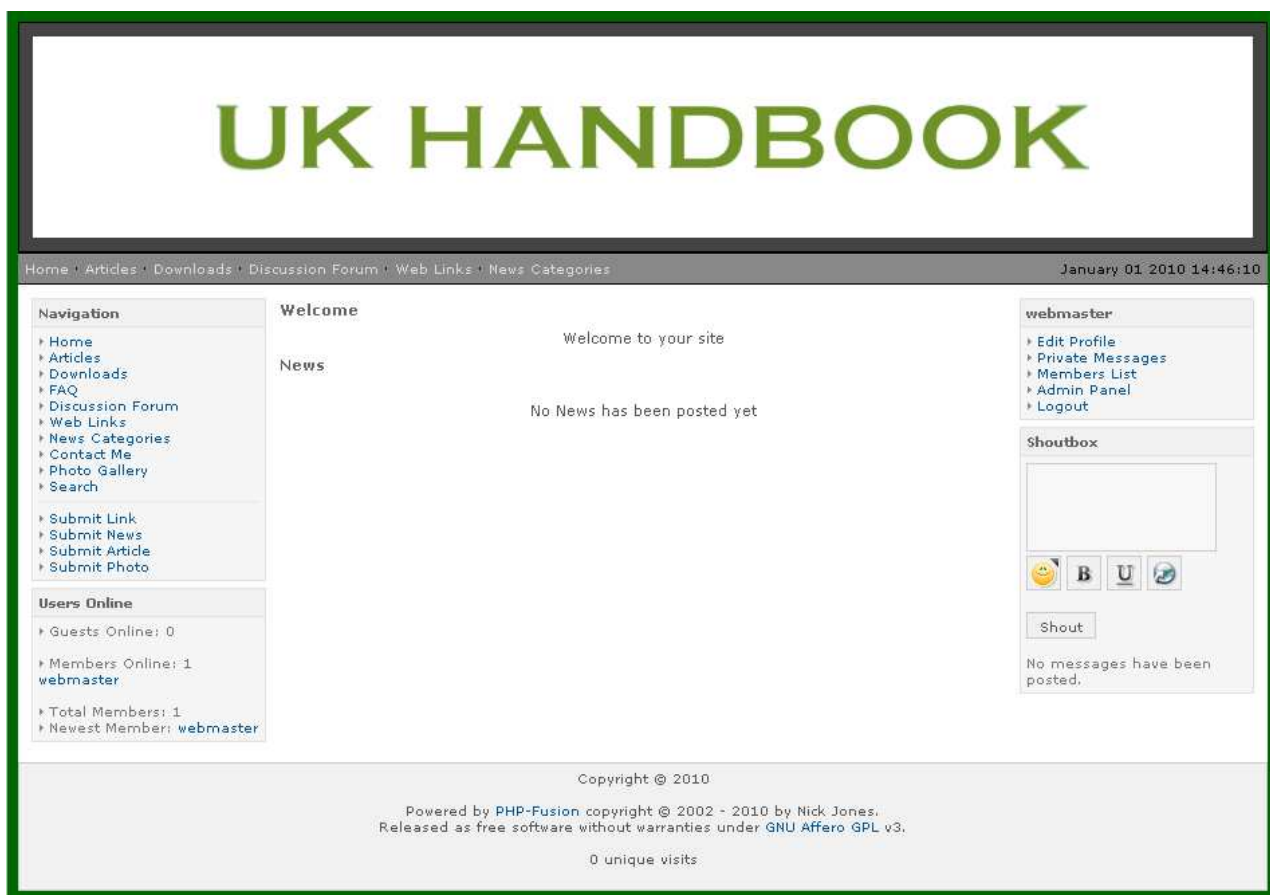 UK HANDBOOK
Home · Articles · Downloads · Discussion Forum · Web Links · News Categories
January 01 2010 14:46:10
Navigation
Home
Articles
Downloads
FAQ
Discussion Forum
Web Links
News Categories
Contact Me
Photo Gallery
Search
Submit Link
Submit News
Submit Article
Submit Photo
Users Online
Guests Online: 0
Members Online: 1
webmaster
Total Members: 1
Newest Member: webmaster
Welcome
Welcome to your site
News
No News has been posted yet
webmaster
Edit Profile
Private Messages
Members List
Admin Panel
Logout
Shoutbox
B U
Shout
No messages have been
posted.
Copyright © 2010
Powered by PHP-Fusion copyright © 2002 - 2010 by Nick Jones.
Released as free software without warranties under GNU Affero GPL v3.
0 unique visits